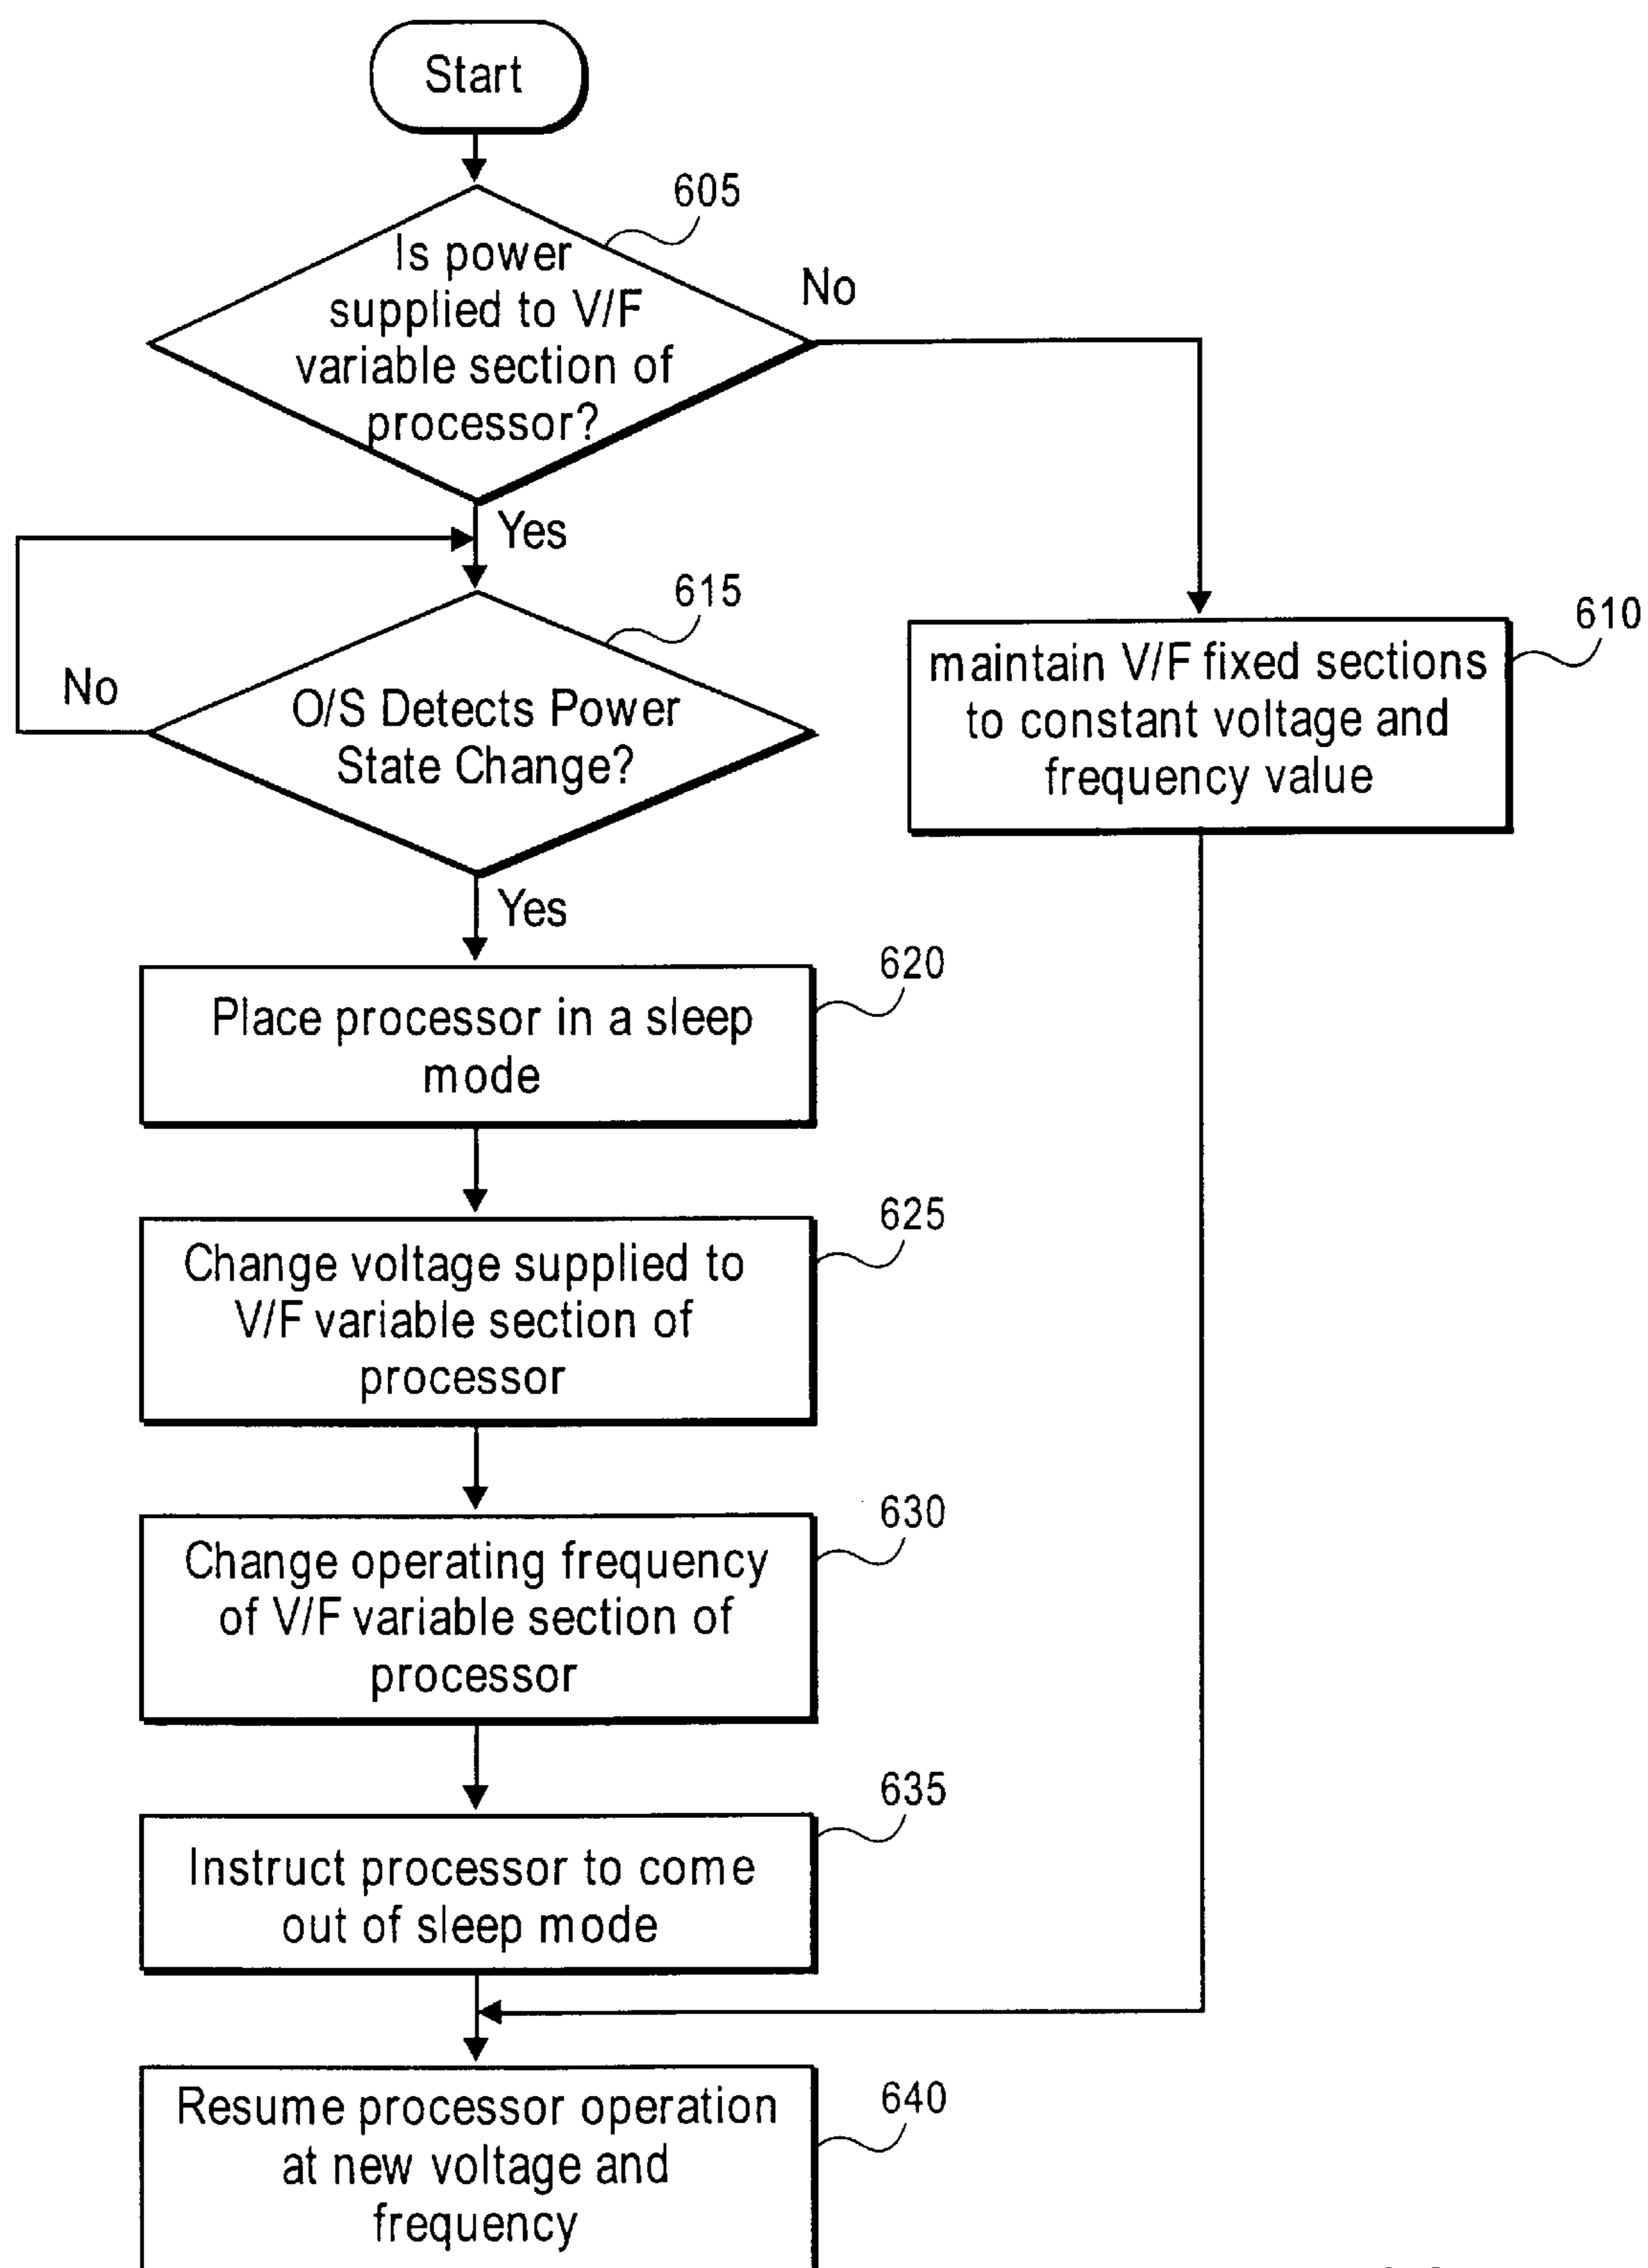 Start
605
Is power
supplied to V/F
variable section of
processor?
No
Yes
615
O/S Detects Power
State Change?
No
Yes
610
maintain V/F fixed sections
to constant voltage and
frequency value
620
Place processor in a sleep
mode
625
Change voltage supplied to
V/F variable section of
processor
630
Change operating frequency
of V/F variable section of
processor
635
Instruct processor to come
out of sleep mode
640
Resume processor operation
at new voltage and
frequency